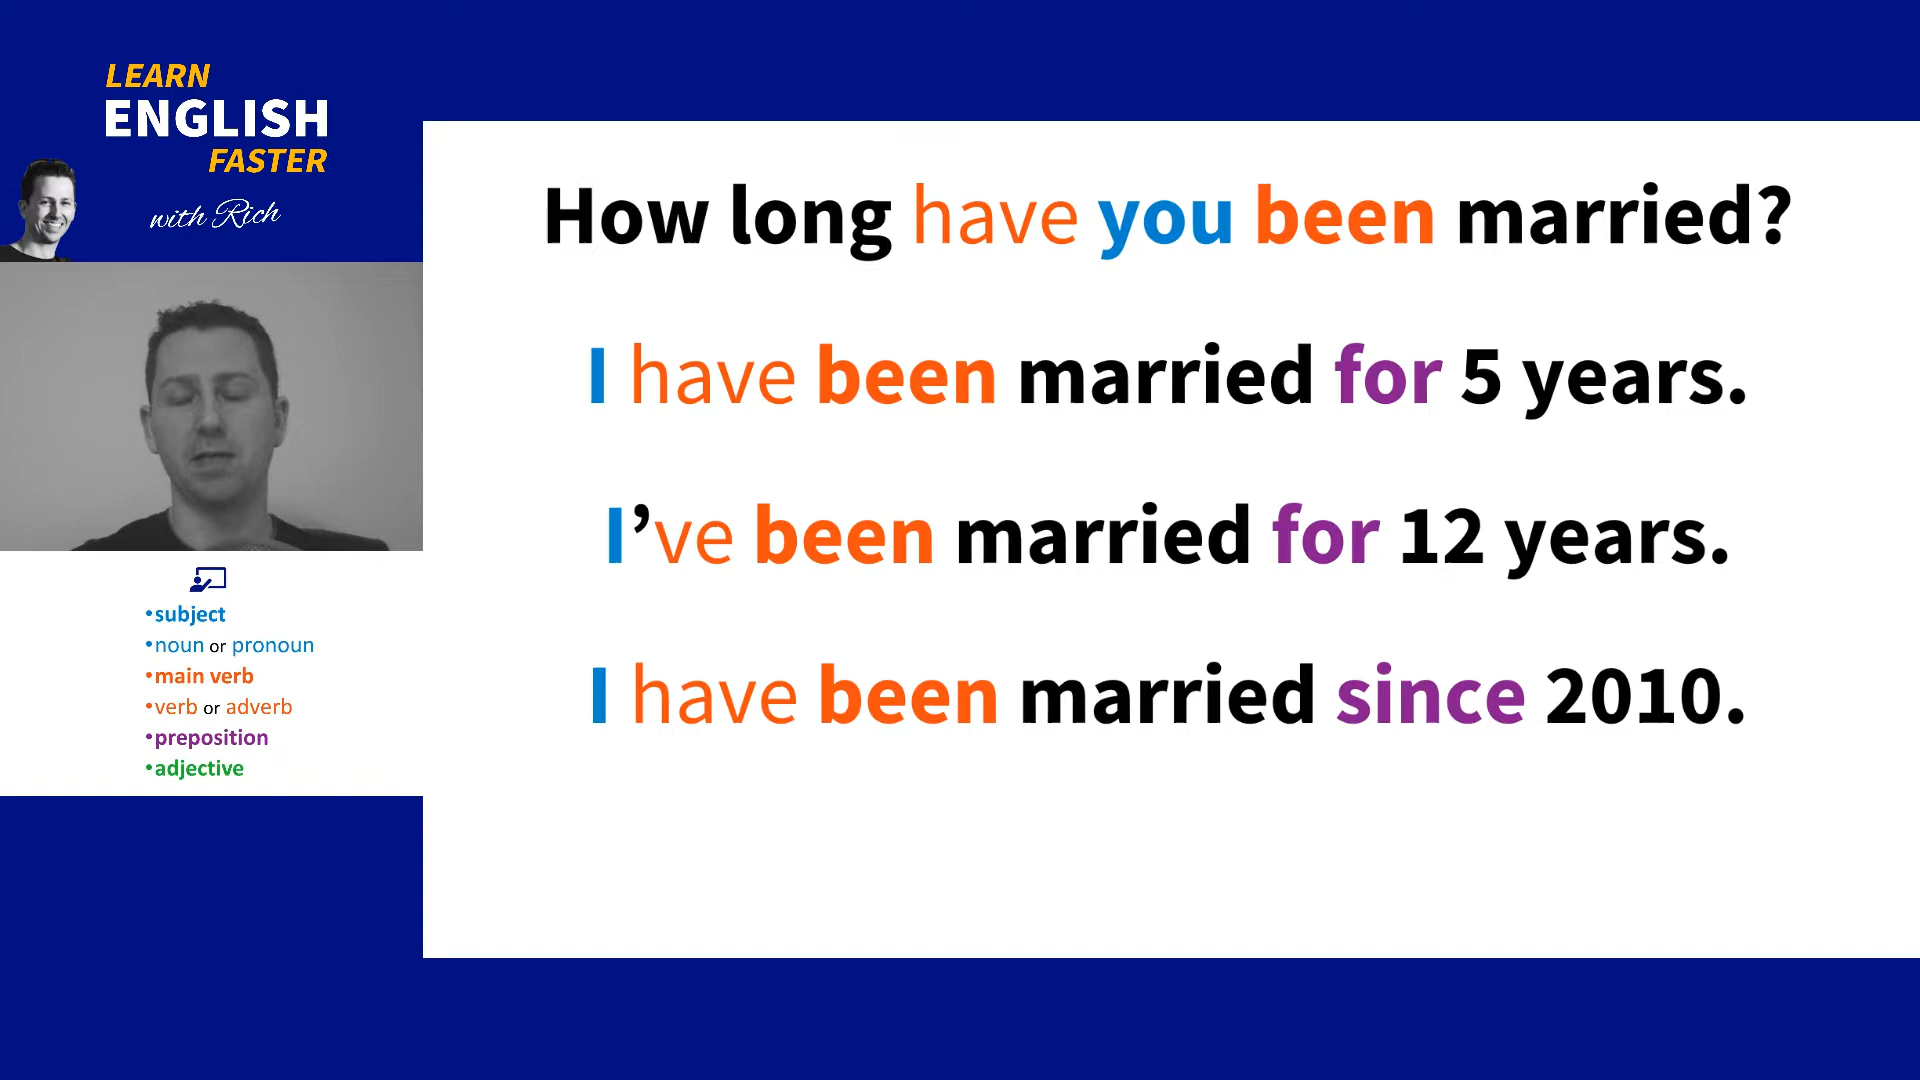 LEARN
ENGLISH
FASTER
with Rich
How long have you been married?
I have been married for 5 years.
I’ve been married for 12 years.
I have been married since 2010.
•subject
•noun or pronoun
•main verb
•verb or adverb
•preposition
•adjective